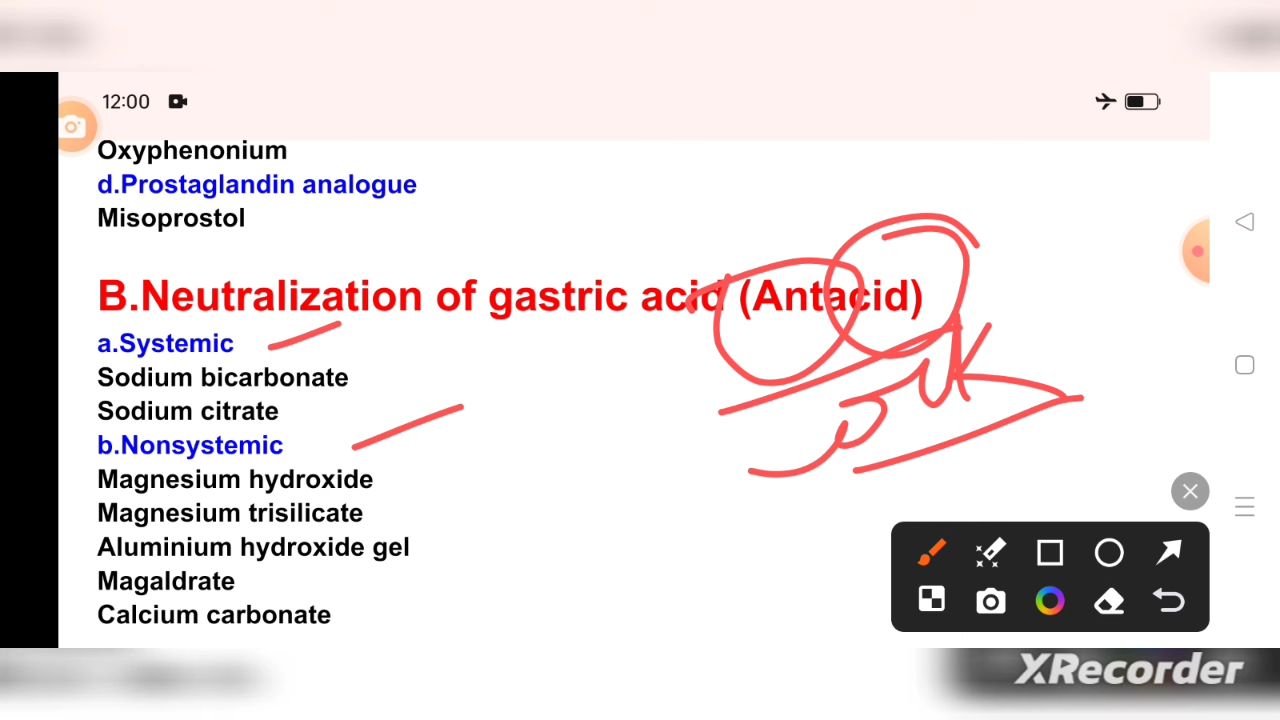 12:00
Oxyphenonium
d.Prostaglandin analogue
Misoprostol
B.Neutralization of gastric acid (Antacid)
a.Systemic
Sodium bicarbonate
Sodium citrate
b.Nonsystemic
Magnesium hydroxide
Magnesium trisilicate
Aluminium hydroxide gel
Magaldrate
Calcium carbonate
XRecorder